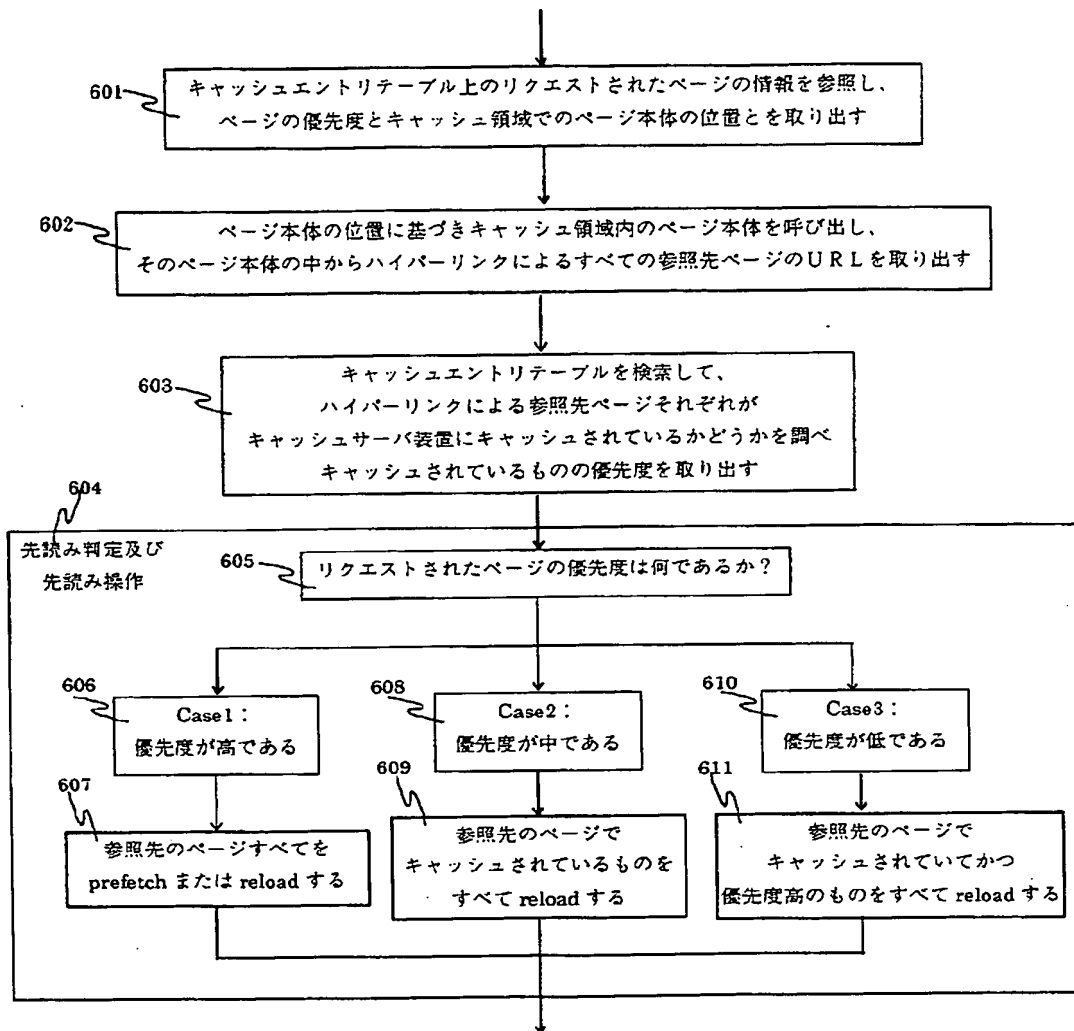 601
キャッシュエントリテーブル上のリクエストされたページの情報を参照し、
ページの優先度とキャッシュ領域でのページ本体の位置とを取り出す
602
ページ本体の位置に基づきキャッシュ領域内のページ本体を呼び出し、
そのページ本体の中からハイパーリンクによるすべての参照先ページのURLを取り出す
603
キャッシュエントリテーブルを検索して、
ハイパーリンクによる参照先ページそれぞれが
キャッシュサーバ装置にキャッシュされているかどうかを調べ
キャッシュされているものの優先度を取り出す
604
先読み判定及び
先読み操作
605
リクエストされたページの優先度は何であるか?
606
Case1:
優先度が高である
608
Case2:
優先度が中である
610
Case3:
優先度が低である
607
参照先のページすべてを
prefetch または reload する
609
参照先のページで
キャッシュされているものを
すべて reload する
611
参照先のページで
キャッシュされていてかつ
優先度高のものをすべて reload する